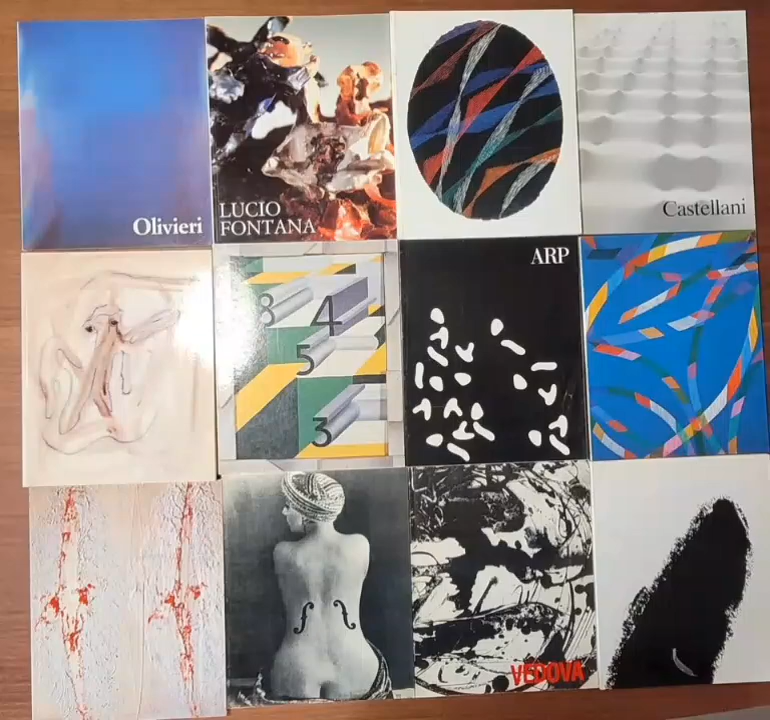 Olivieri
LUCIO
FONTANA
Castellani
8
4
5
3
ARP
VEDOVA